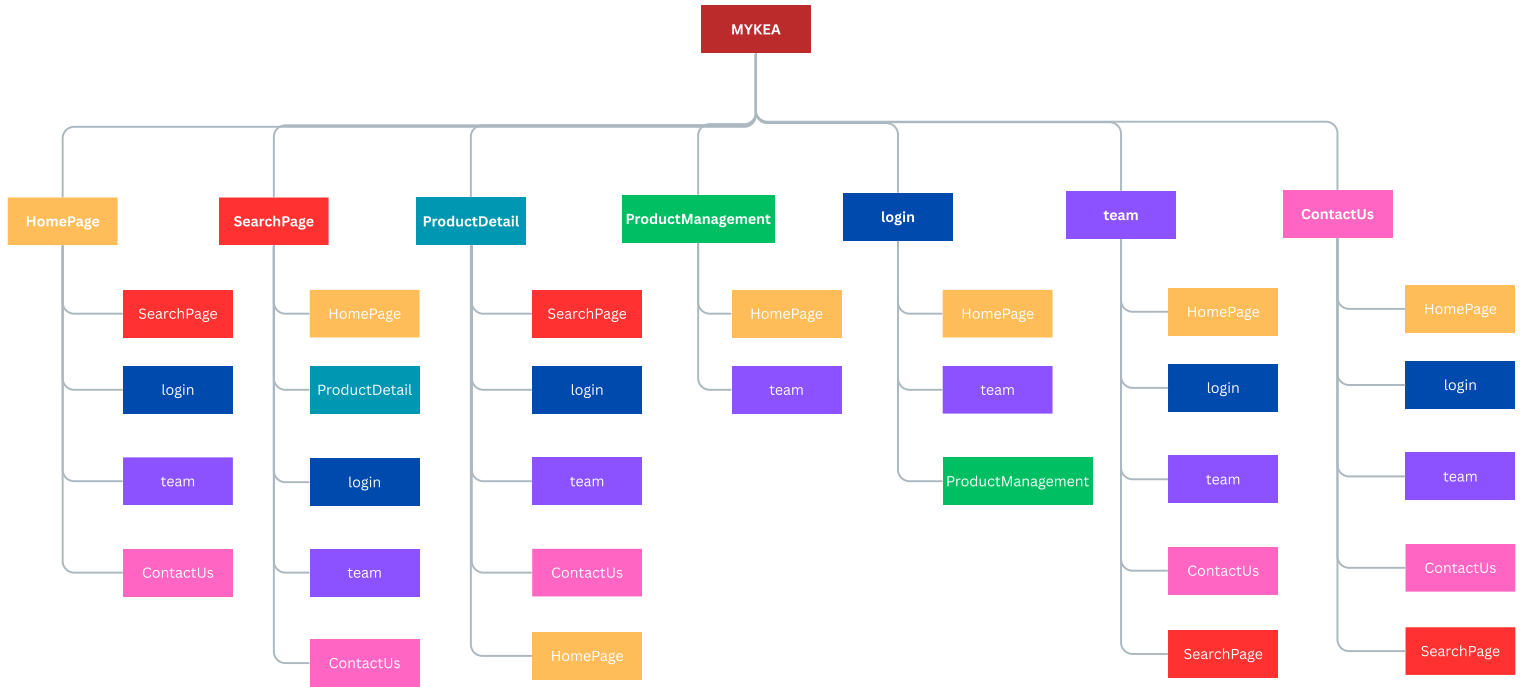 MYKEA
HomePage
SearchPage
login
team
ContactUs
SearchPage
HomePage
ProductDetail
login
team
ContactUs
ProductDetail
SearchPage
login
team
ContactUs
HomePage
ProductManagement
HomePage
team
login
HomePage
team
ProductManagement
team
HomePage
login
team
ContactUs
SearchPage
ContactUs
HomePage
login
team
ContactUs
SearchPage